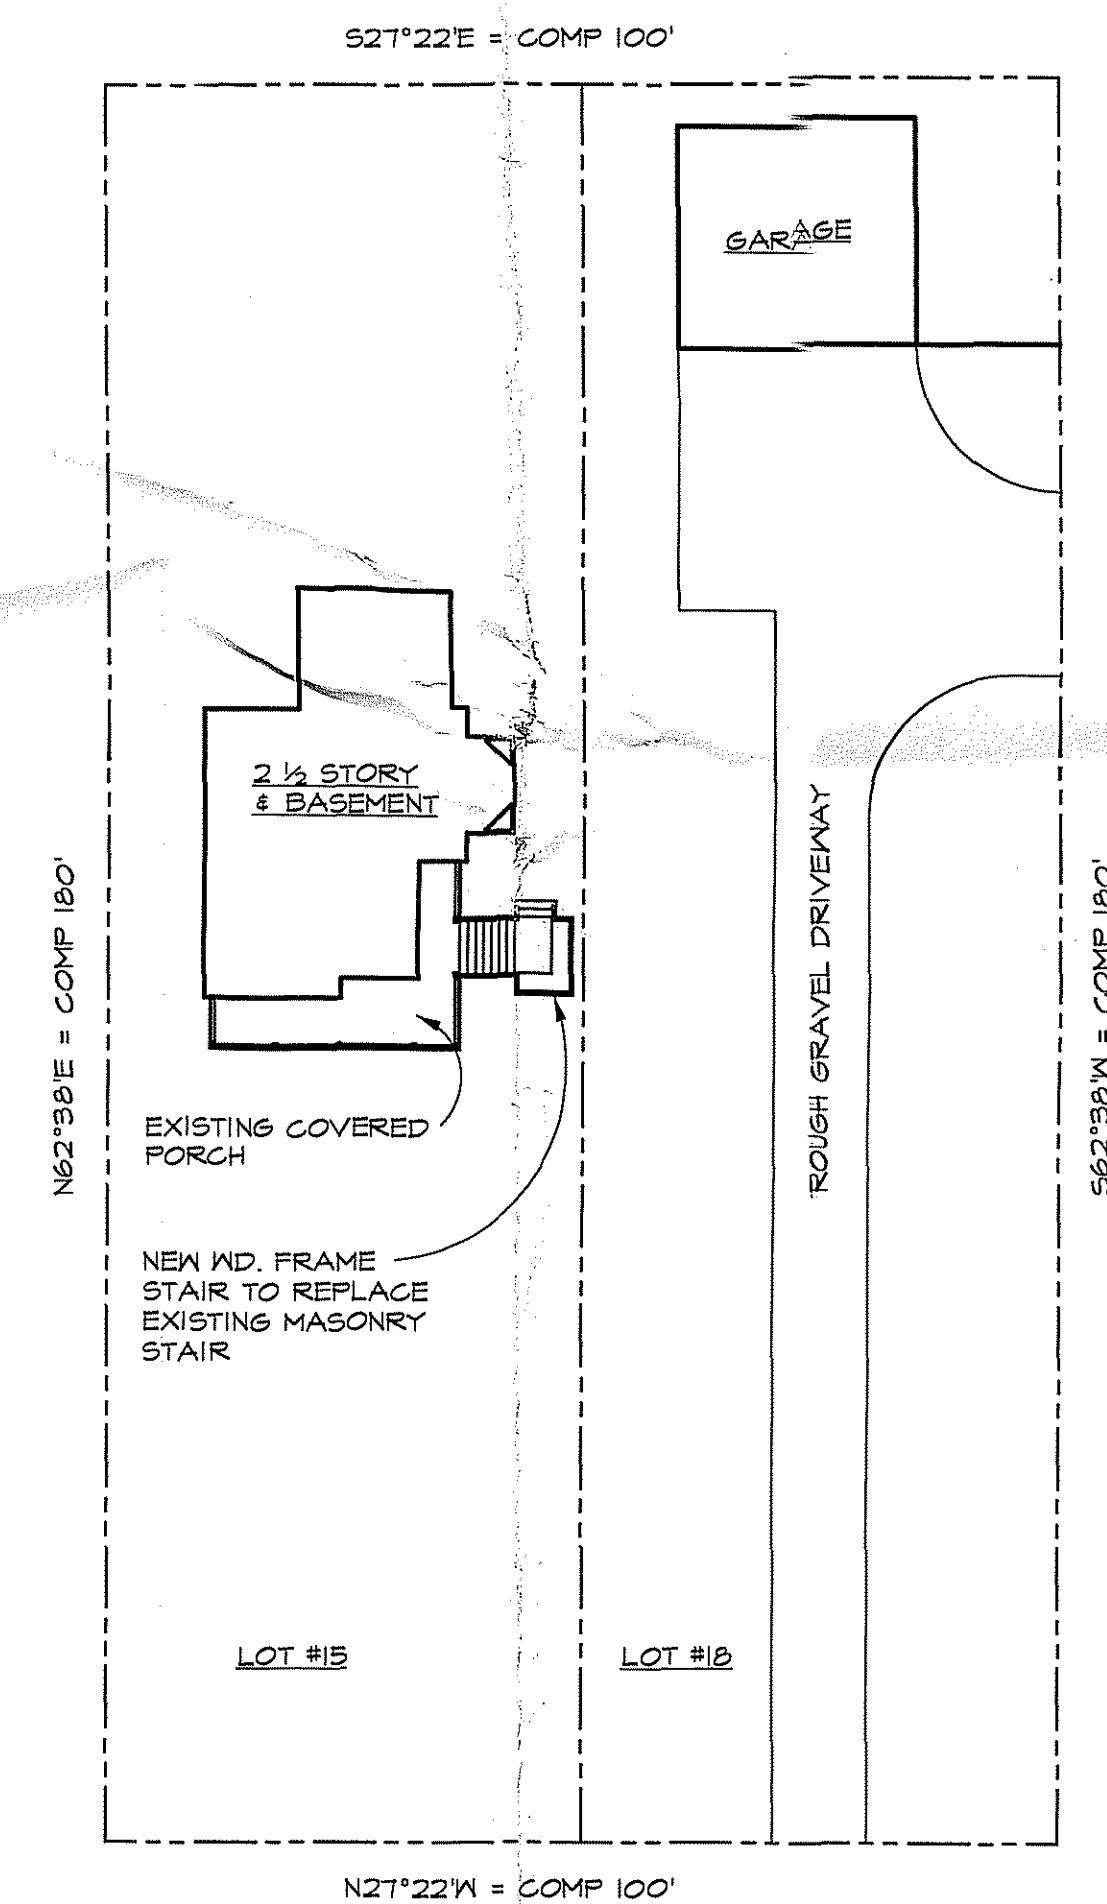 S27°22'E = COMP 100'
GARAGE
2 ½ STORY
& BASEMENT
N62°38'E = COMP 180'
ROUGH GRAVEL DRIVEWAY
S62°38'W = COMP 180'
EXISTING COVERED
PORCH
NEW WD. FRAME
STAIR TO REPLACE
EXISTING MASONRY
STAIR
LOT #15
LOT #18
N27°22'W = COMP 100'